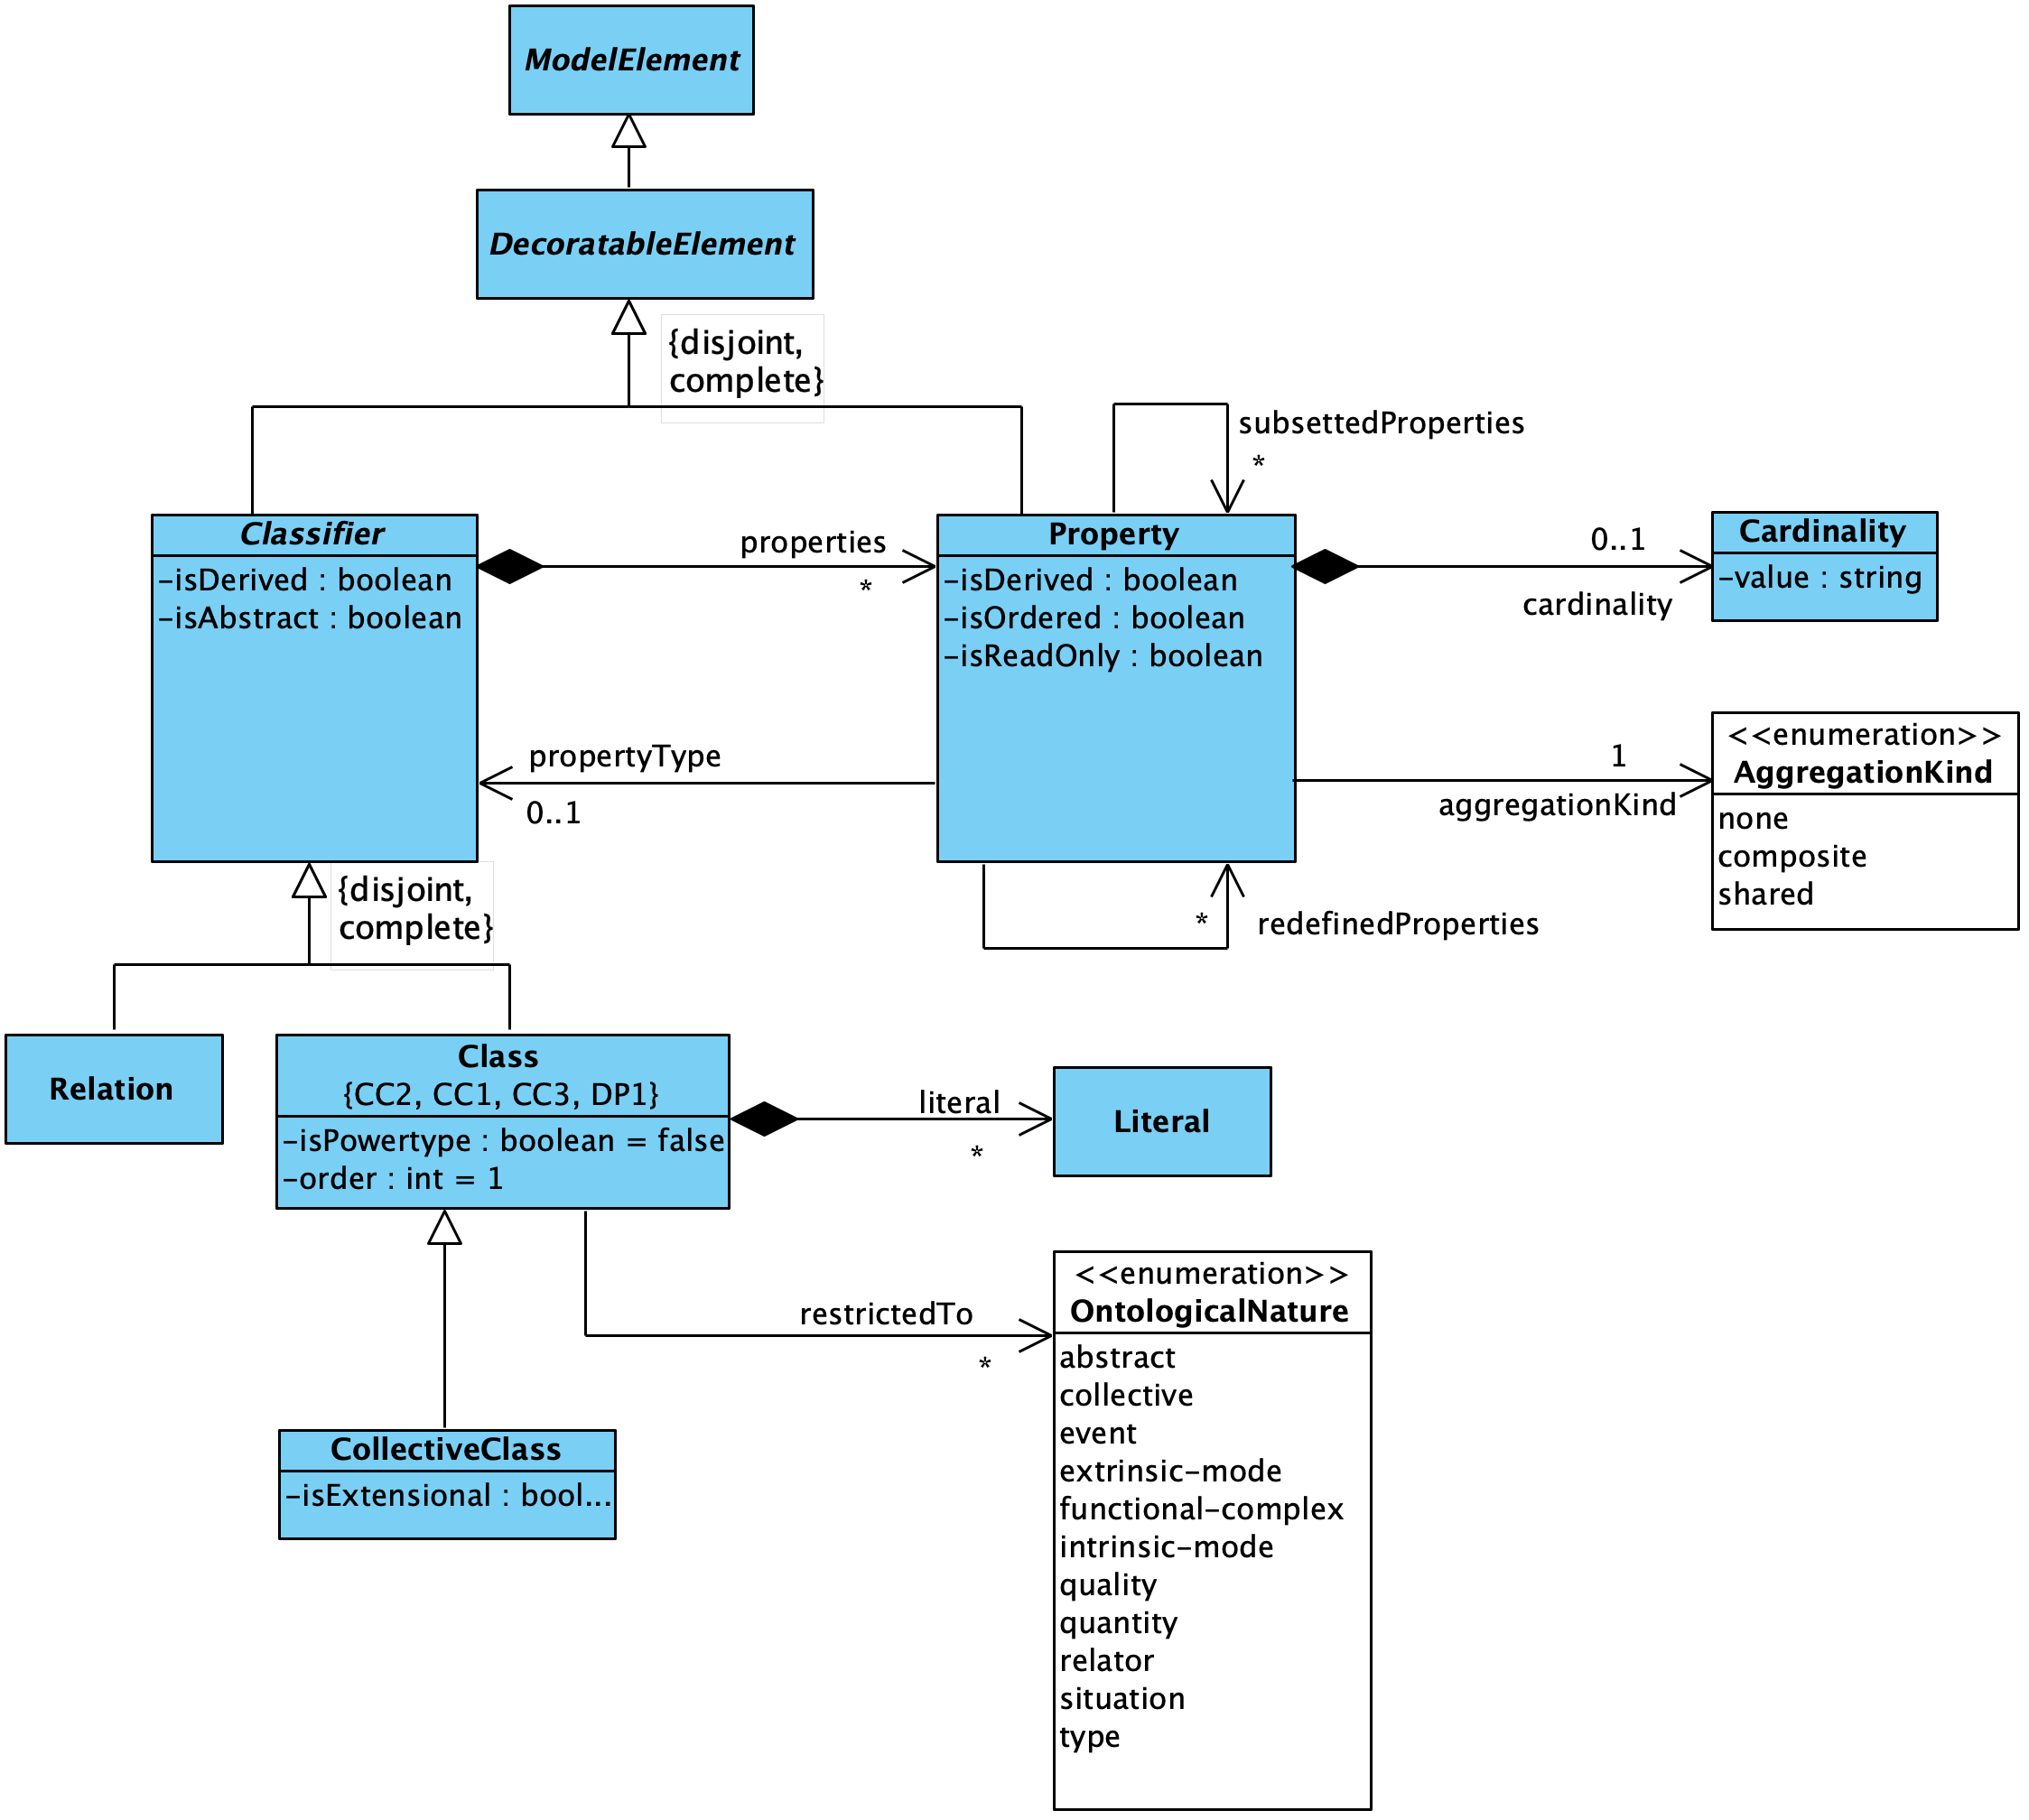 ModelElement
DecoratableElement
{disjoint,
complete}
subsettedProperties
*
Classifier
-isDerived : boolean
-isAbstract : boolean
properties
*
Property
-isDerived : boolean
-isOrdered : boolean
-isReadOnly : boolean
0..1
cardinality
Cardinality
-value : string
propertyType
0..1
1
aggregationKind
<<enumeration>>
AggregationKind
none
composite
shared
{disjoint,
complete}
*
redefinedProperties
Relation
Class
{CC2, CC1, CC3, DP1}
-isPowertype : boolean = false
-order : int = 1
literal
*
Literal
restrictedTo
*
<<enumeration>>
OntologicalNature
abstract
collective
event
extrinsic-mode
functional-complex
intrinsic-mode
quality
quantity
relator
situation
type
CollectiveClass
-isExtensional : bool...